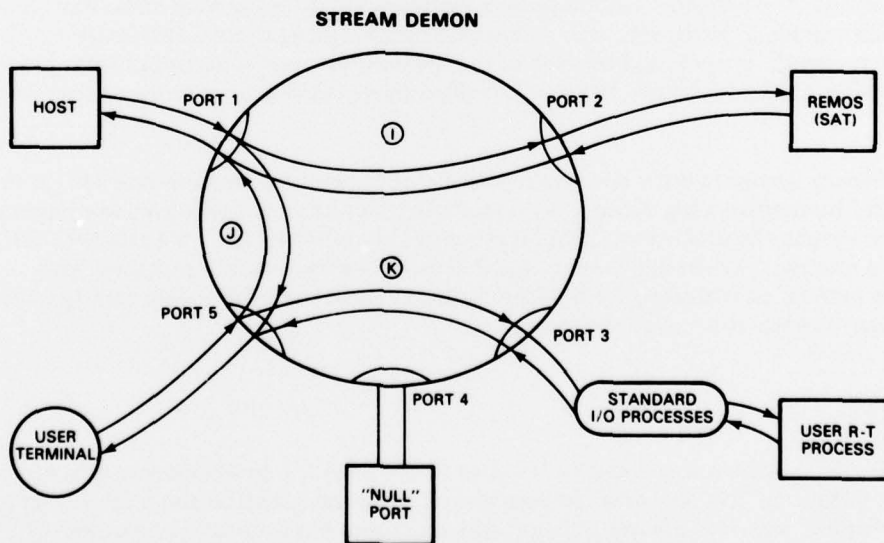 STREAM DEMON
HOST
PORT 1
PORT 2
REMOS
(SAT)
I
J
K
PORT 5
PORT 3
PORT 4
USER
TERMINAL
"NULL"
PORT
STANDARD
I/O PROCESSES
USER R-T
PROCESS